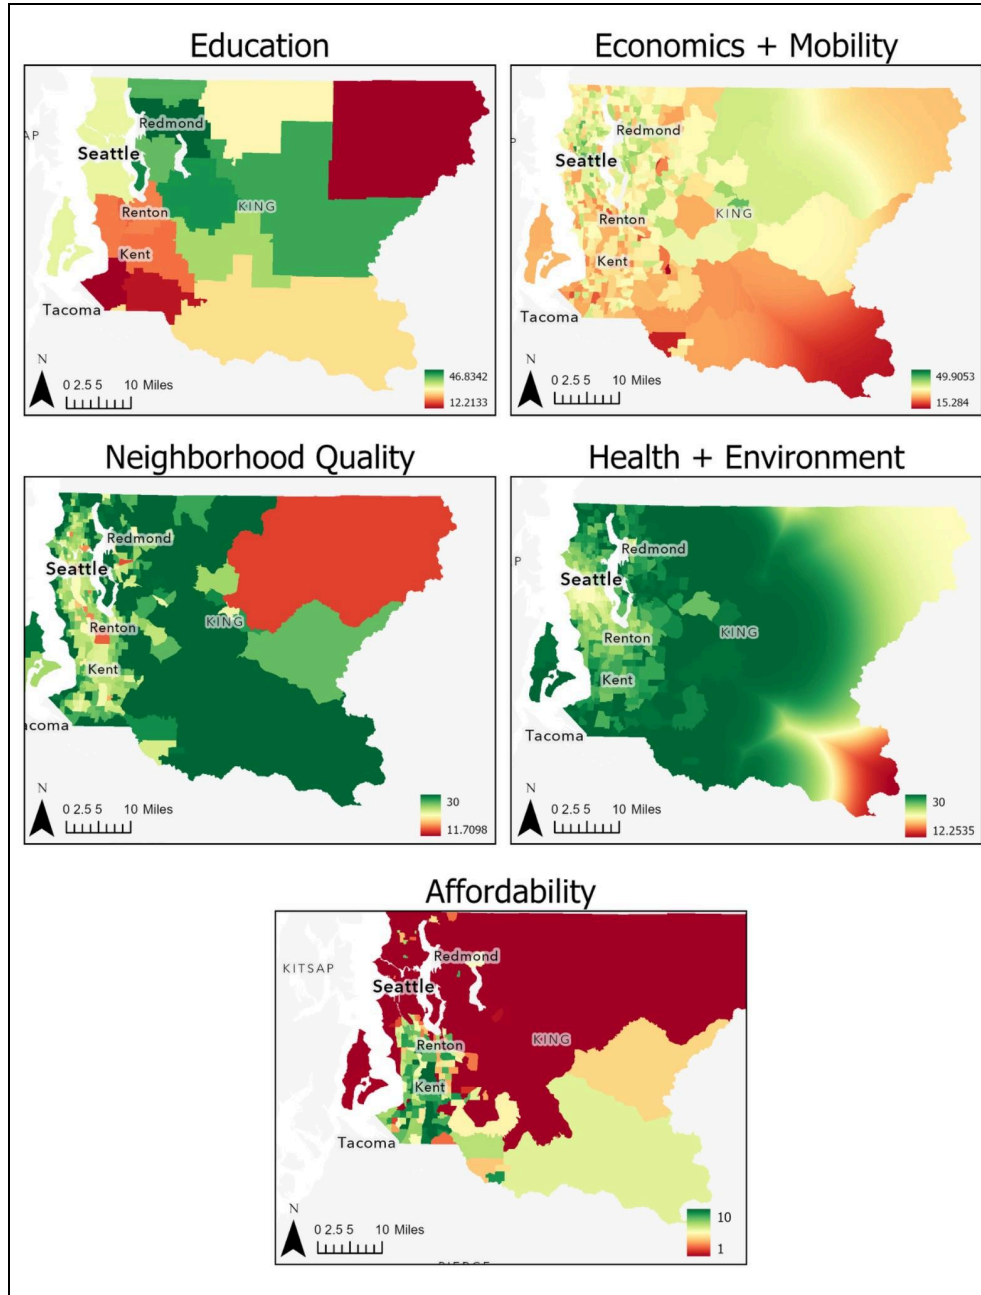 Education
Economics + Mobility
AP
Redmond
Seattle
Renton
KING
Kent
Tacoma
N
0 2.5 5 10 Miles
46.8342
12.2133
P
Redmond
Seattle
Renton
KING
Kent
Tacoma
N
0 2.5 5 10 Miles
49.9053
15.284
Neighborhood Quality
Health + Environment
Redmond
Seattle
Renton
KING
Kent
acoma
N
0 2.5 5 10 Miles
30
11.7098
P
Redmond
Seattle
Renton
KING
Kent
Tacoma
N
0 2.5 5 10 Miles
30
12.2535
Affordability
KITSAP
Redmond
Seattle
Renton
KING
Kent
Tacoma
N
0 2.5 5 10 Miles
10
1